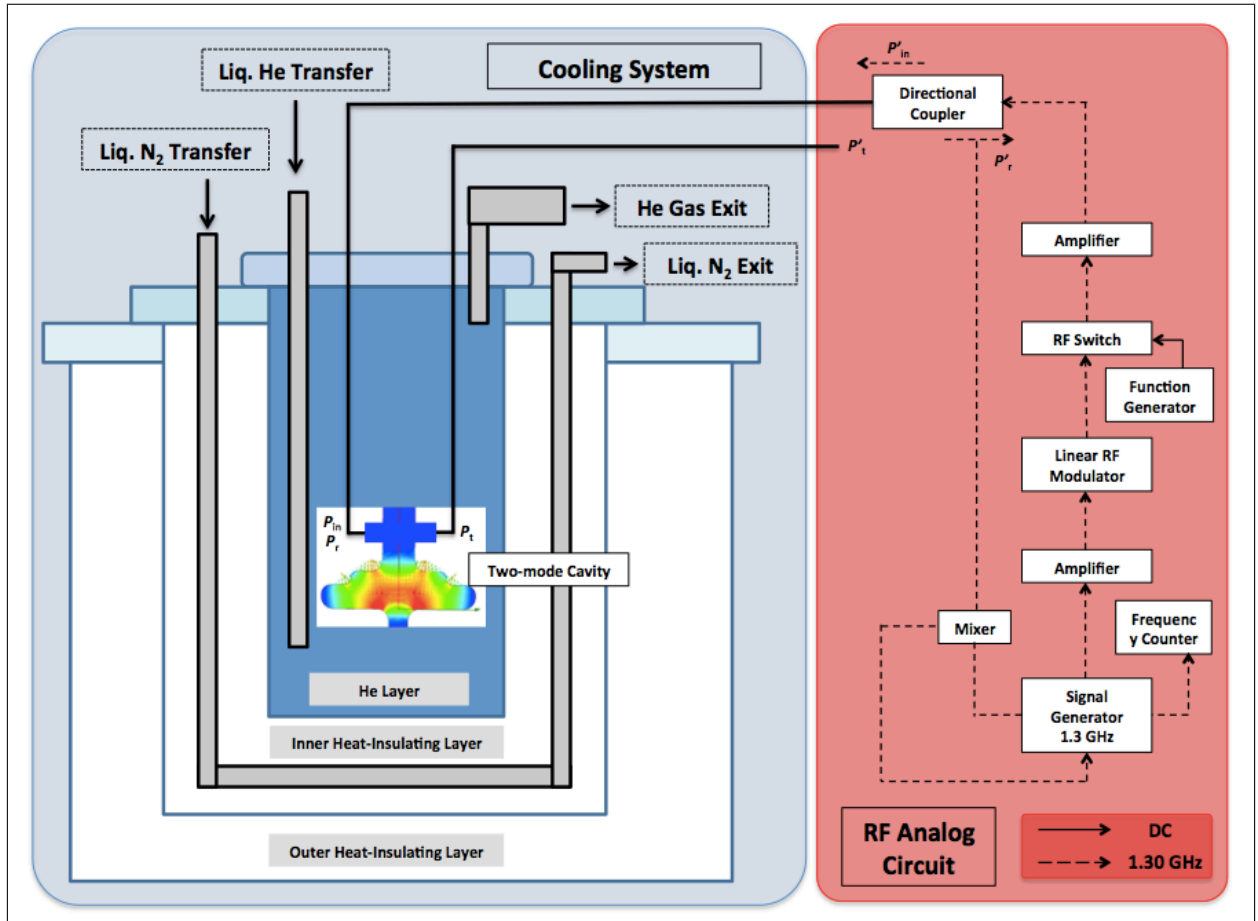 Cooling System
Liq. He Transfer
Liq. N2 Transfer
He Gas Exit
Liq. N2 Exit
Pin
Pr
Pt
Two-mode Cavity
He Layer
Inner Heat-Insulating Layer
Outer Heat-Insulating Layer
P'in
Directional
Coupler
P't
P'r
Amplifier
RF Switch
Function
Generator
Linear RF
Modulator
Amplifier
Mixer
Frequenc
y Counter
Signal
Generator
1.3 GHz
RF Analog
Circuit
DC
1.30 GHz